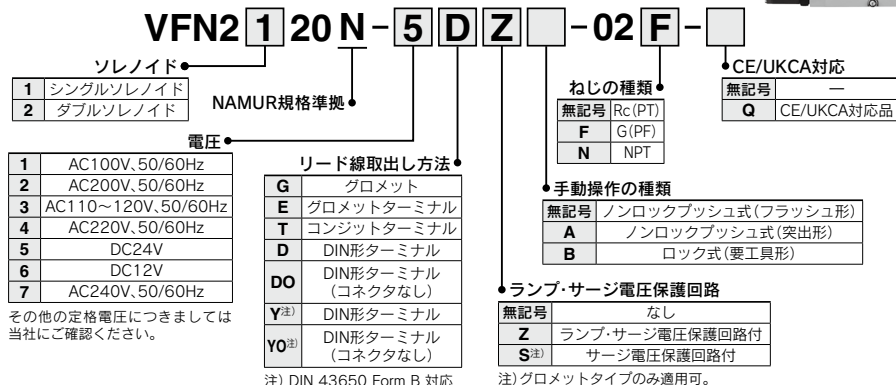 VFN2 1 20 N - 5 D Z □ - 02 F - □
ソレノイド
1 シングルソレノイド
2 ダブルソレノイド
NAMUR規格準拠
電圧
1 AC100V、50/60Hz
2 AC200V、50/60Hz
3 AC110～120V、50/60Hz
4 AC220V、50/60Hz
5 DC24V
6 DC12V
7 AC240V、50/60Hz
その他の定格電圧につきましては
当社にご確認ください。
リード線取出し方法
G グロメット
E グロメットターミナル
T コンジットターミナル
D DIN形ターミナル
DO DIN形ターミナル
（コネクタなし）
Y注） DIN形ターミナル
YO注） DIN形ターミナル
（コネクタなし）
注）DIN 43650 Form B 対応
ねじの種類
無記号 Rc（PT）
F G（PF）
N NPT
CE/UKCA対応
無記号 ―
Q CE/UKCA対応品
手動操作の種類
無記号 ノンロックプッシュ式（フラッシュ形）
A ノンロックプッシュ式（突出形）
B ロック式（要工具形）
ランプ・サージ電圧保護回路
無記号 なし
Z ランプ・サージ電圧保護回路付
S注） サージ電圧保護回路付
注）グロメットタイプのみ適用可。